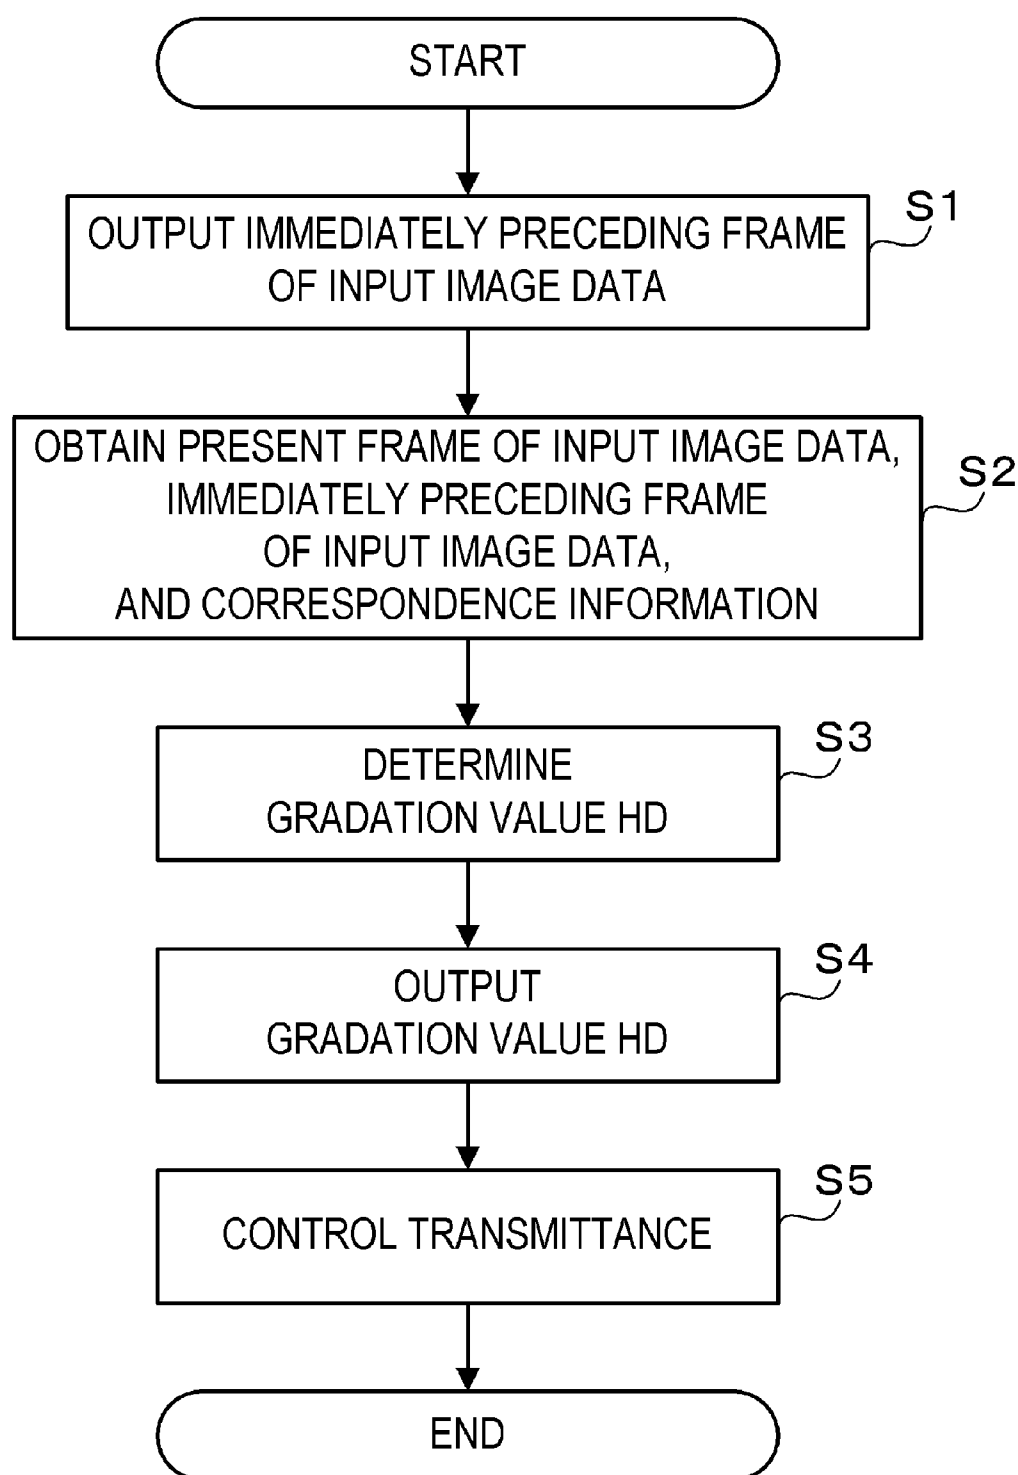 START
S1
OUTPUT IMMEDIATELY PRECEDING FRAME
OF INPUT IMAGE DATA
S2
OBTAIN PRESENT FRAME OF INPUT IMAGE DATA,
IMMEDIATELY PRECEDING FRAME
OF INPUT IMAGE DATA,
AND CORRESPONDENCE INFORMATION
S3
DETERMINE
GRADATION VALUE HD
S4
OUTPUT
GRADATION VALUE HD
S5
CONTROL TRANSMITTANCE
END